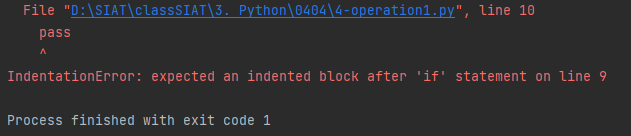 File "D:\SIAT\classSIAT\3. Python\0404\4-operation1.py", line 10
pass
^
IndentationError: expected an indented block after 'if' statement on line 9
Process finished with exit code 1